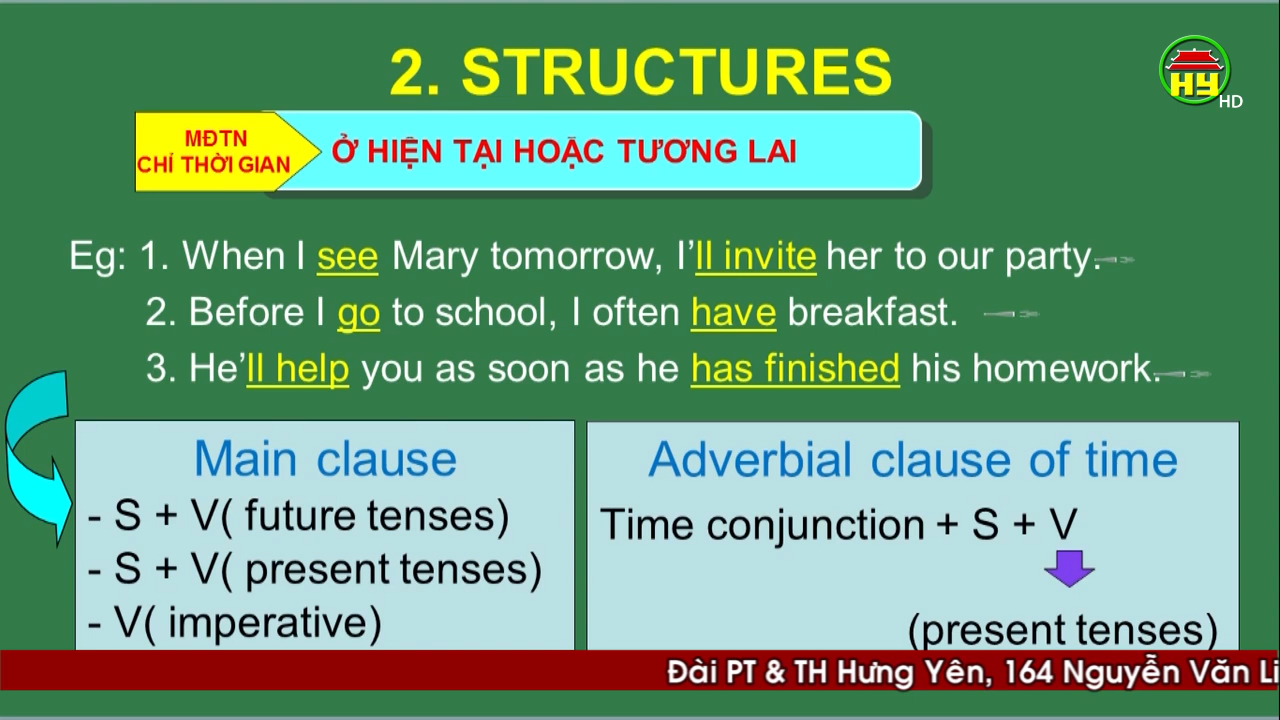 2. STRUCTURES
HY
HD
MĐTN
CHỈ THỜI GIAN
Ở HIỆN TẠI HOẶC TƯƠNG LAI
Eg: 1. When I see Mary tomorrow, I'll invite her to our party.
2. Before I go to school, I often have breakfast.
3. He'll help you as soon as he has finished his homework.
Main clause
- S + V( future tenses)
- S + V( present tenses)
- V( imperative)
Adverbial clause of time
Time conjunction + S + V
(present tenses)
Đài PT & TH Hưng Yên, 164 Nguyễn Văn Li